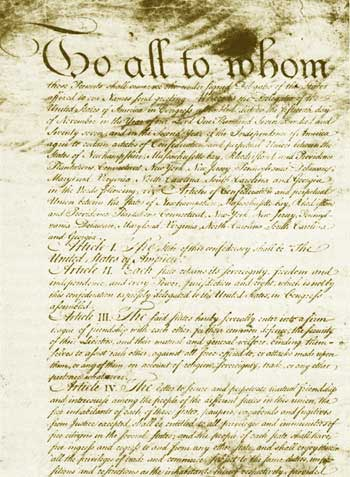 To all to whom
these Presents shall come, we the under signed Delegates of the States
affixed to our Names send greeting. Whereas the Delegates of the
United States of America in Congress assembled did on the fifteenth day
of November in the Year of our Lord One Thousand Seven Hundred and
Seventy seven, and in the Second Year of the Independence of America
agree to certain articles of Confederation and perpetual Union between the
States of Newhampshire, Massachusetts-bay, Rhodeisland and Providence
Plantations, Connecticut, New York, New Jersey, Pennsylvania, Delaware,
Maryland, Virginia, North-Carolina, South-Carolina and Georgia
in the Words following, viz. Articles of Confederation and perpetual
Union between the States of Newhampshire, Massachusetts-bay, Rhodeisland
and Providence Plantations, Connecticut, New-York, New-Jersey, Pennsyl-
vania, Delaware, Maryland, Virginia, North-Carolina, South-Carolina
and Georgia.
Article I. The Stile of this confederacy shall be "The
United States of America."
Article II. Each state retains its sovereignty, freedom and
independence, and every Power, Jurisdiction and right, which is not by
this confederation expressly delegated to the United States, in Congress
assembled.
Article III. The said states hereby severally enter into a firm
league of friendship with each other, for their common defence, the security
of their Liberties, and their mutual and general welfare, binding them-
selves to assist each other, against all force offered to, or attacks made upon
them, or any of them, on account of religion, sovereignty, trade, or any other
pretence whatever.
Article IV. The better to secure and perpetuate mutual friendship
and intercourse among the people of the different states in this union, the
free inhabitants of each of these states, paupers, vagabonds and fugitives
from Justice excepted, shall be entitled to all privileges and immunities of
free citizens in the several states; and the people of each state shall have
free ingress and regress to and from any other state, and shall enjoy therein
all the privileges of trade and commerce, subject to the same duties, impo-
sitions and restrictions as the inhabitants thereof respectively, provided